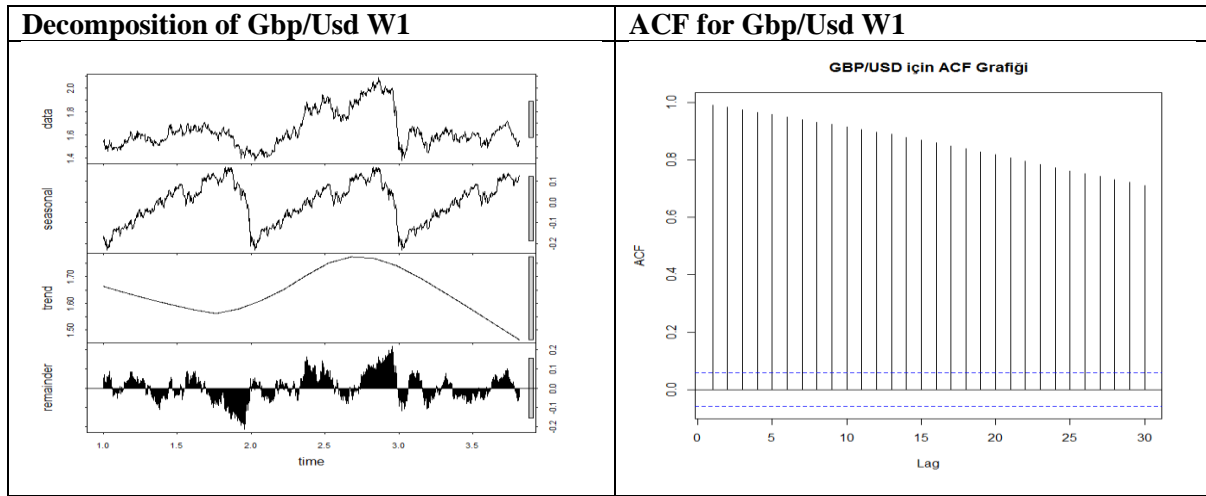 Decomposition of Gbp/Usd W1
data
1.4 1.6 1.8 2.0
seasonal
-0.2 -0.1 0.0 0.1
trend
1.50 1.60 1.70
remainder
-0.2 -0.1 0.0 0.1 0.2
1.0 1.5 2.0 2.5 3.0 3.5
time
ACF for Gbp/Usd W1
GBP/USD için ACF Grafiği
ACF
0.0 0.2 0.4 0.6 0.8 1.0
0 5 10 15 20 25 30
Lag